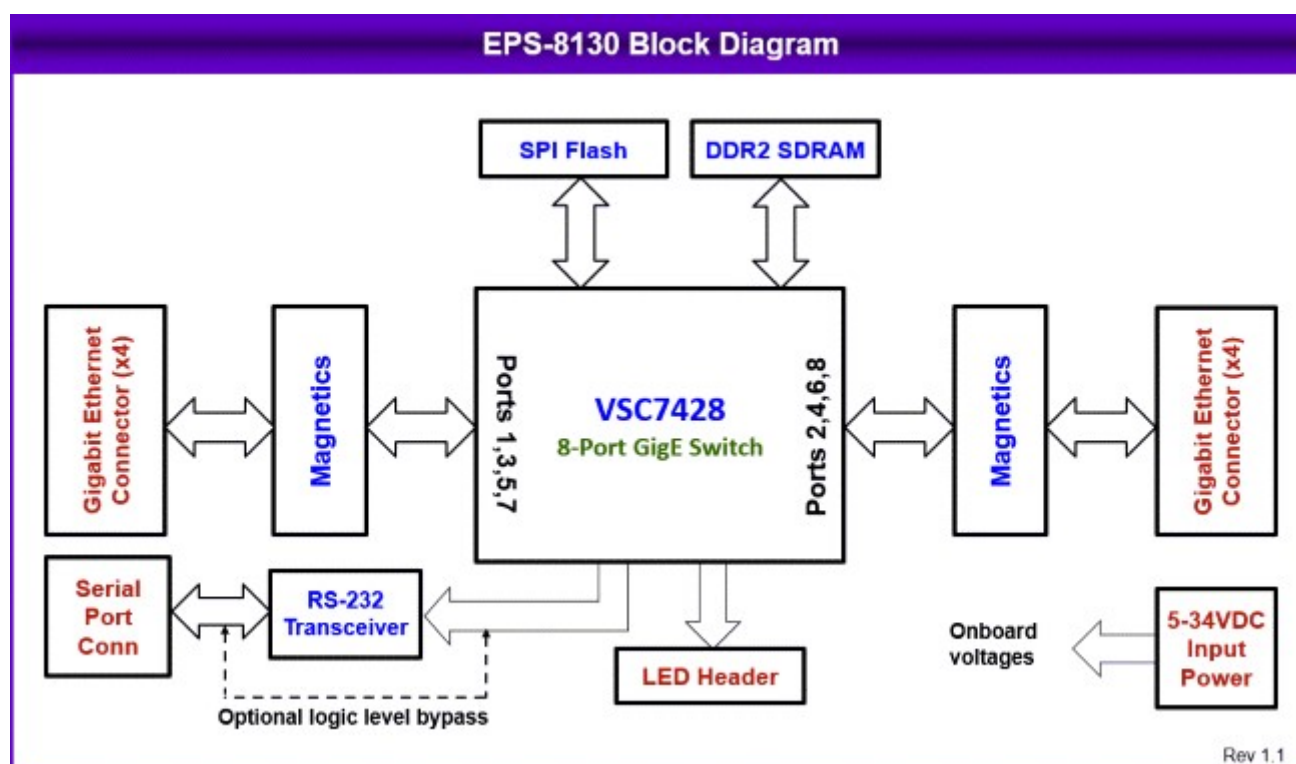 EPS-8130 Block Diagram
SPI Flash
DDR2 SDRAM
Gigabit Ethernet
Connector (x4)
Magnetics
Ports 1,3,5,7
VSC7428
8-Port GigE Switch
Ports 2,4,6,8
Magnetics
Gigabit Ethernet
Connector (x4)
Serial
Port
Conn
RS-232
Transceiver
LED Header
Onboard
voltages
5-34VDC
Input
Power
Optional logic level bypass
Rev 1.1